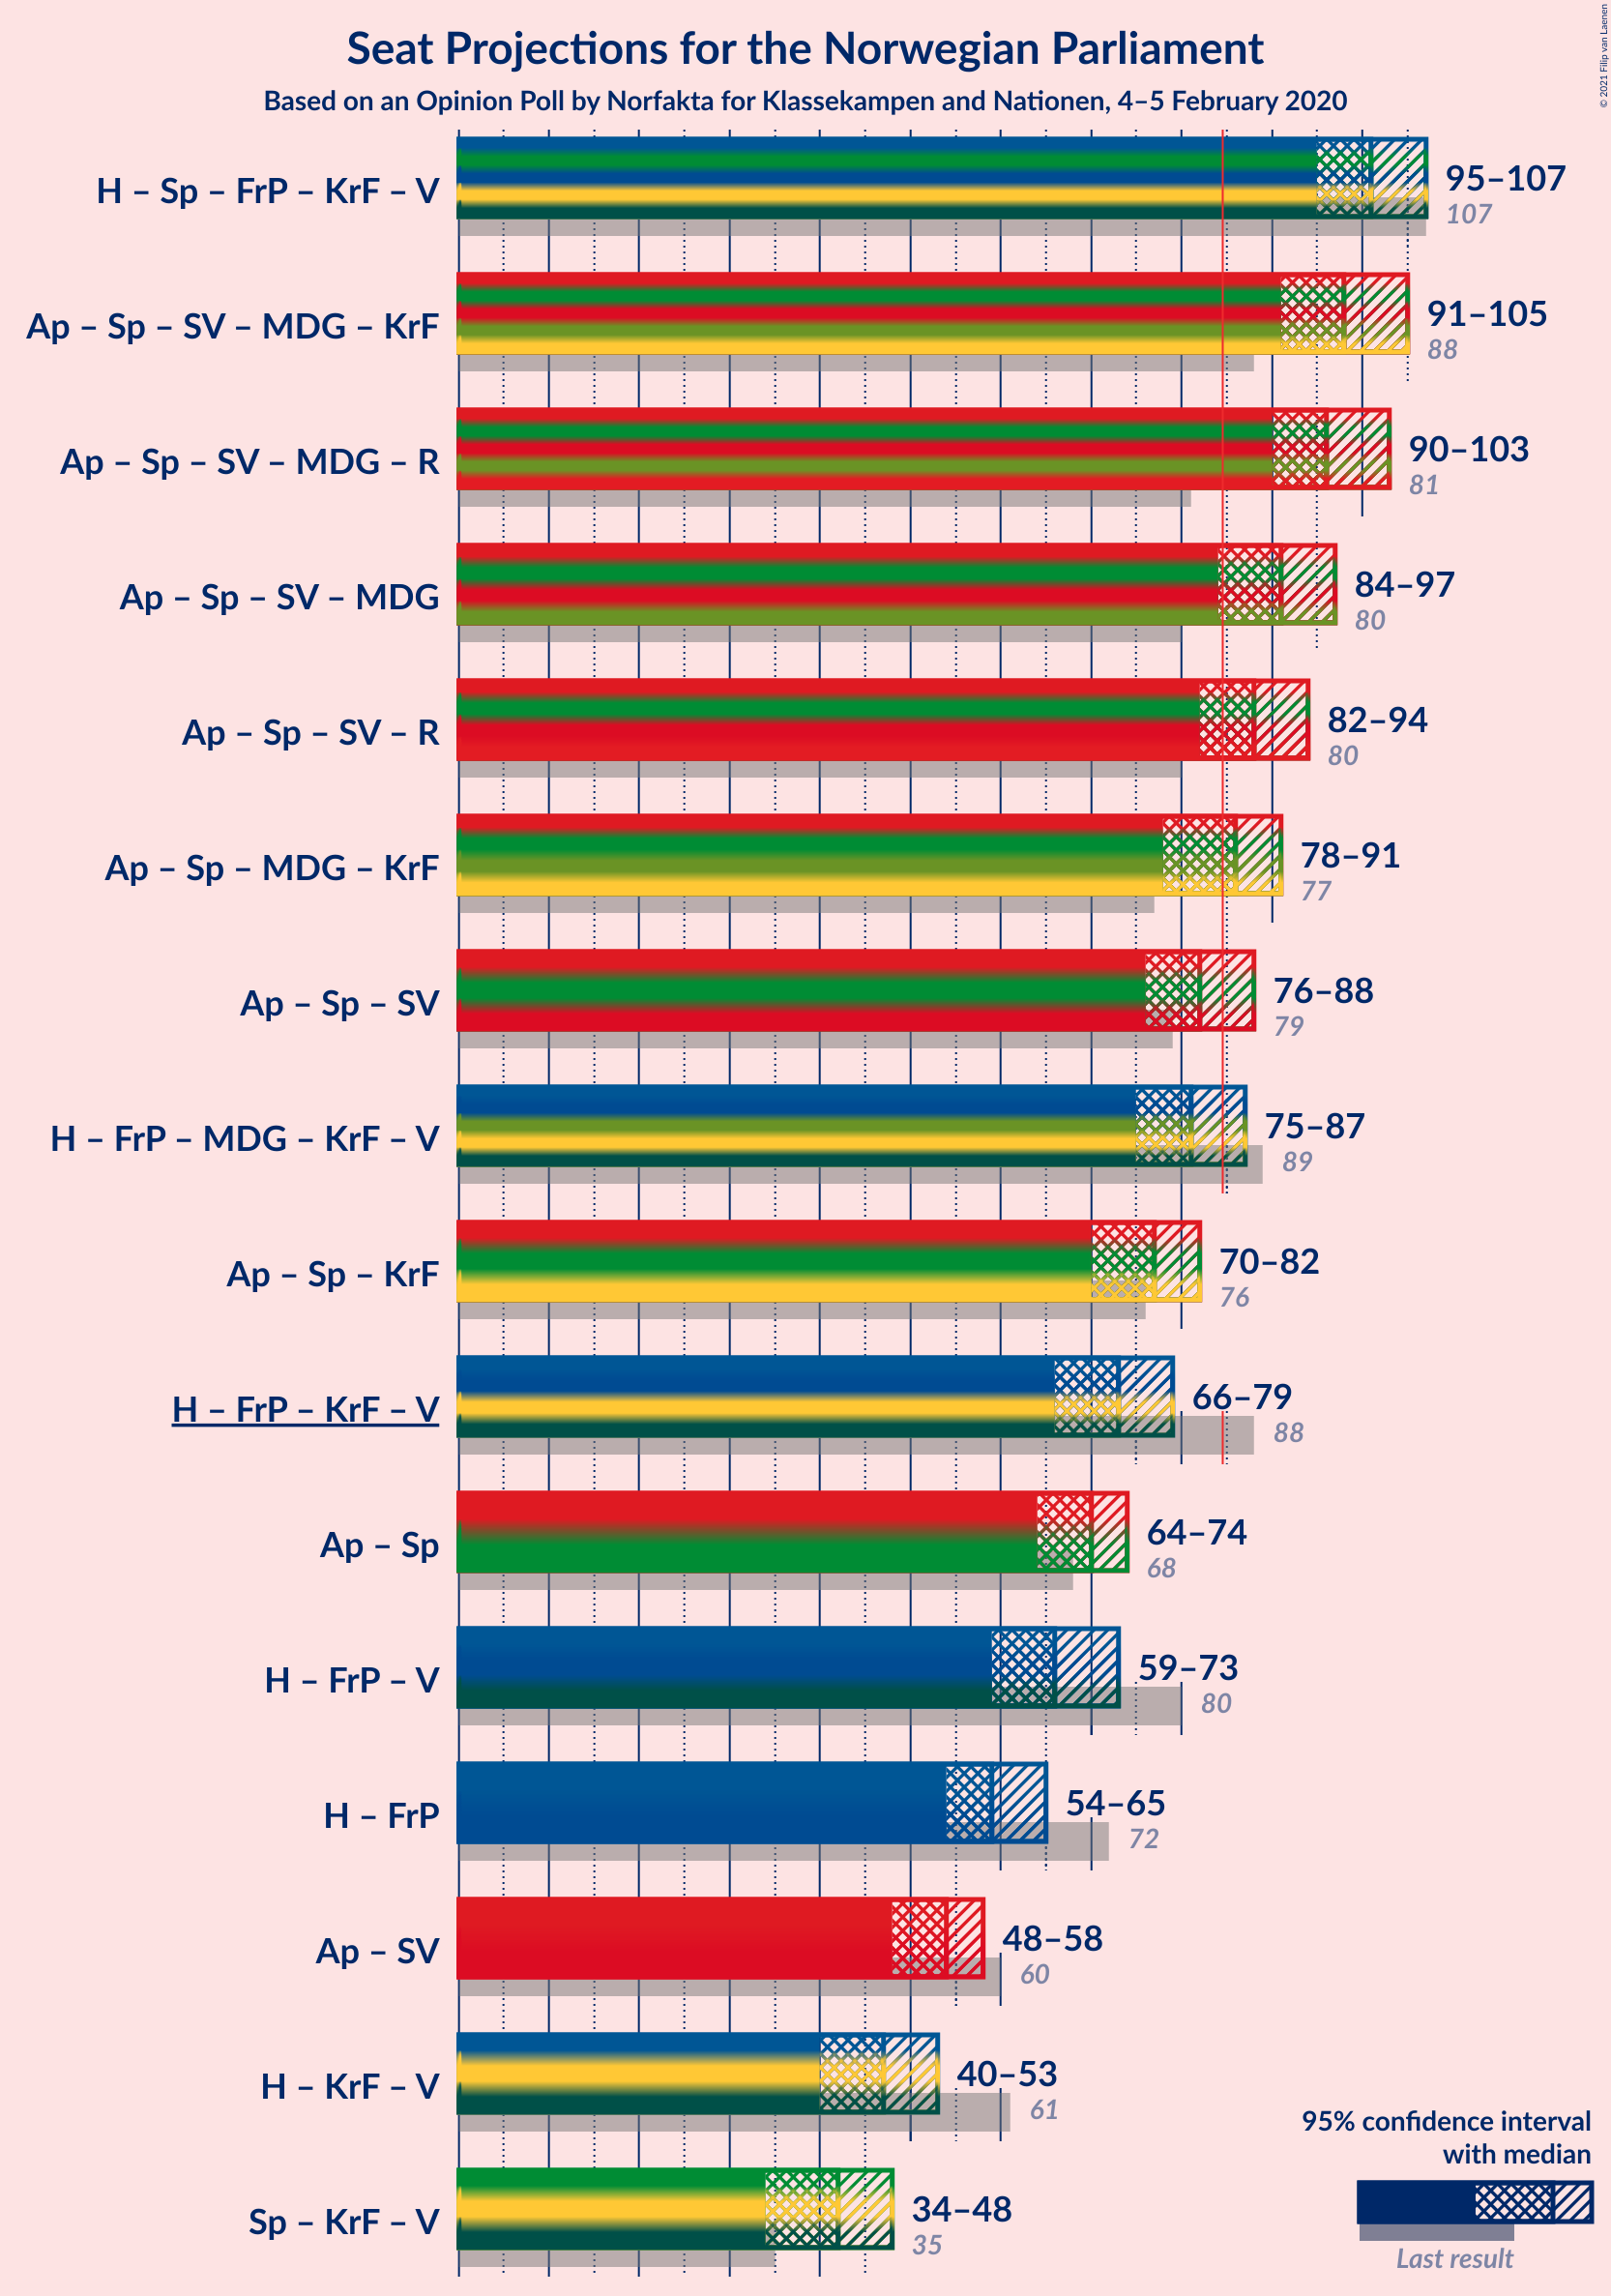 Seat Projections for the Norwegian Parliament
Based on an Opinion Poll by Norfakta for Klassekampen and Nationen, 4–5 February 2020
© 2021 Filip van Laenen
H – Sp – FrP – KrF – V
95–107
107
Ap – Sp – SV – MDG – KrF
91–105
88
Ap – Sp – SV – MDG – R
90–103
81
Ap – Sp – SV – MDG
84–97
80
Ap – Sp – SV – R
82–94
80
Ap – Sp – MDG – KrF
78–91
77
Ap – Sp – SV
76–88
79
H – FrP – MDG – KrF – V
75–87
89
Ap – Sp – KrF
70–82
76
H – FrP – KrF – V
66–79
88
Ap – Sp
64–74
68
H – FrP – V
59–73
80
H – FrP
54–65
72
Ap – SV
48–58
60
H – KrF – V
40–53
61
Sp – KrF – V
34–48
35
95% confidence interval
with median
Last result